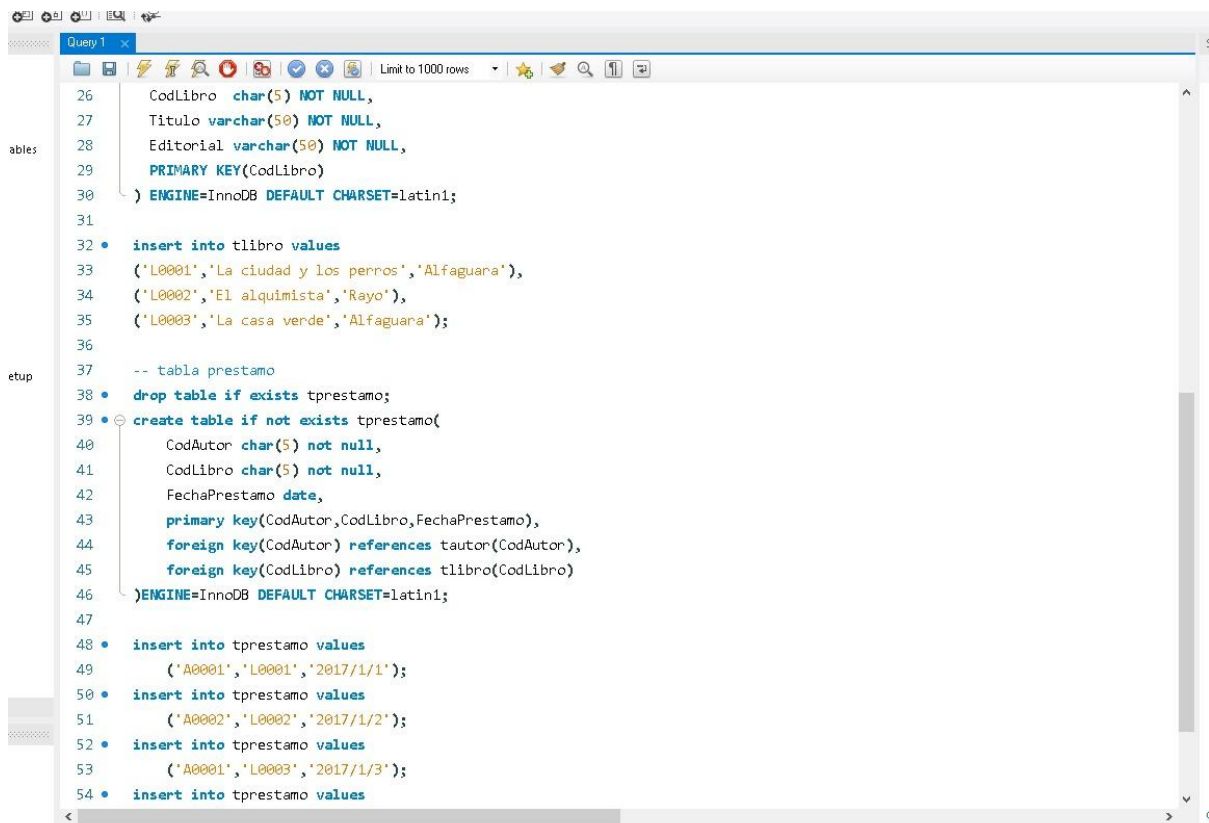 Query 1
Limit to 1000 rows
ables
etup
26 CodLibro char(5) NOT NULL,
27 Titulo varchar(50) NOT NULL,
28 Editorial varchar(50) NOT NULL,
29 PRIMARY KEY(CodLibro)
30 ) ENGINE=InnoDB DEFAULT CHARSET=latin1;
31
32 insert into tlibro values
33 ('L0001','La ciudad y los perros','Alfaguara'),
34 ('L0002','El alquimista','Rayo'),
35 ('L0003','La casa verde','Alfaguara');
36
37 -- tabla prestamo
38 drop table if exists tprestamo;
39 create table if not exists tprestamo(
40 CodAutor char(5) not null,
41 CodLibro char(5) not null,
42 FechaPrestamo date,
43 primary key(CodAutor,CodLibro,FechaPrestamo),
44 foreign key(CodAutor) references tautor(CodAutor),
45 foreign key(CodLibro) references tlibro(CodLibro)
46 )ENGINE=InnoDB DEFAULT CHARSET=latin1;
47
48 insert into tprestamo values
49 ('A0001','L0001','2017/1/1');
50 insert into tprestamo values
51 ('A0002','L0002','2017/1/2');
52 insert into tprestamo values
53 ('A0001','L0003','2017/1/3');
54 insert into tprestamo values